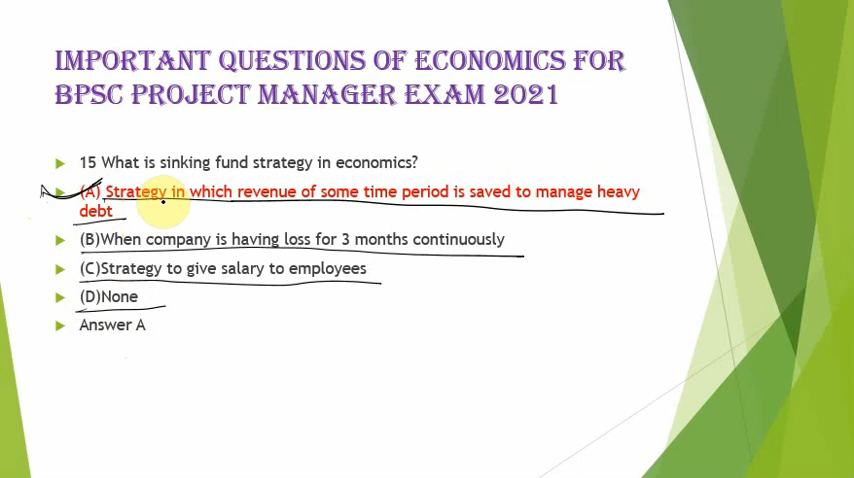 IMPORTANT QUESTIONS OF ECONOMICS FOR
BPSC PROJECT MANAGER EXAM 2021
15 What is sinking fund strategy in economics?
(A) Strategy in which revenue of some time period is saved to manage heavy
debt
(B)When company is having loss for 3 months continuously
(C)Strategy to give salary to employees
(D)None
Answer A